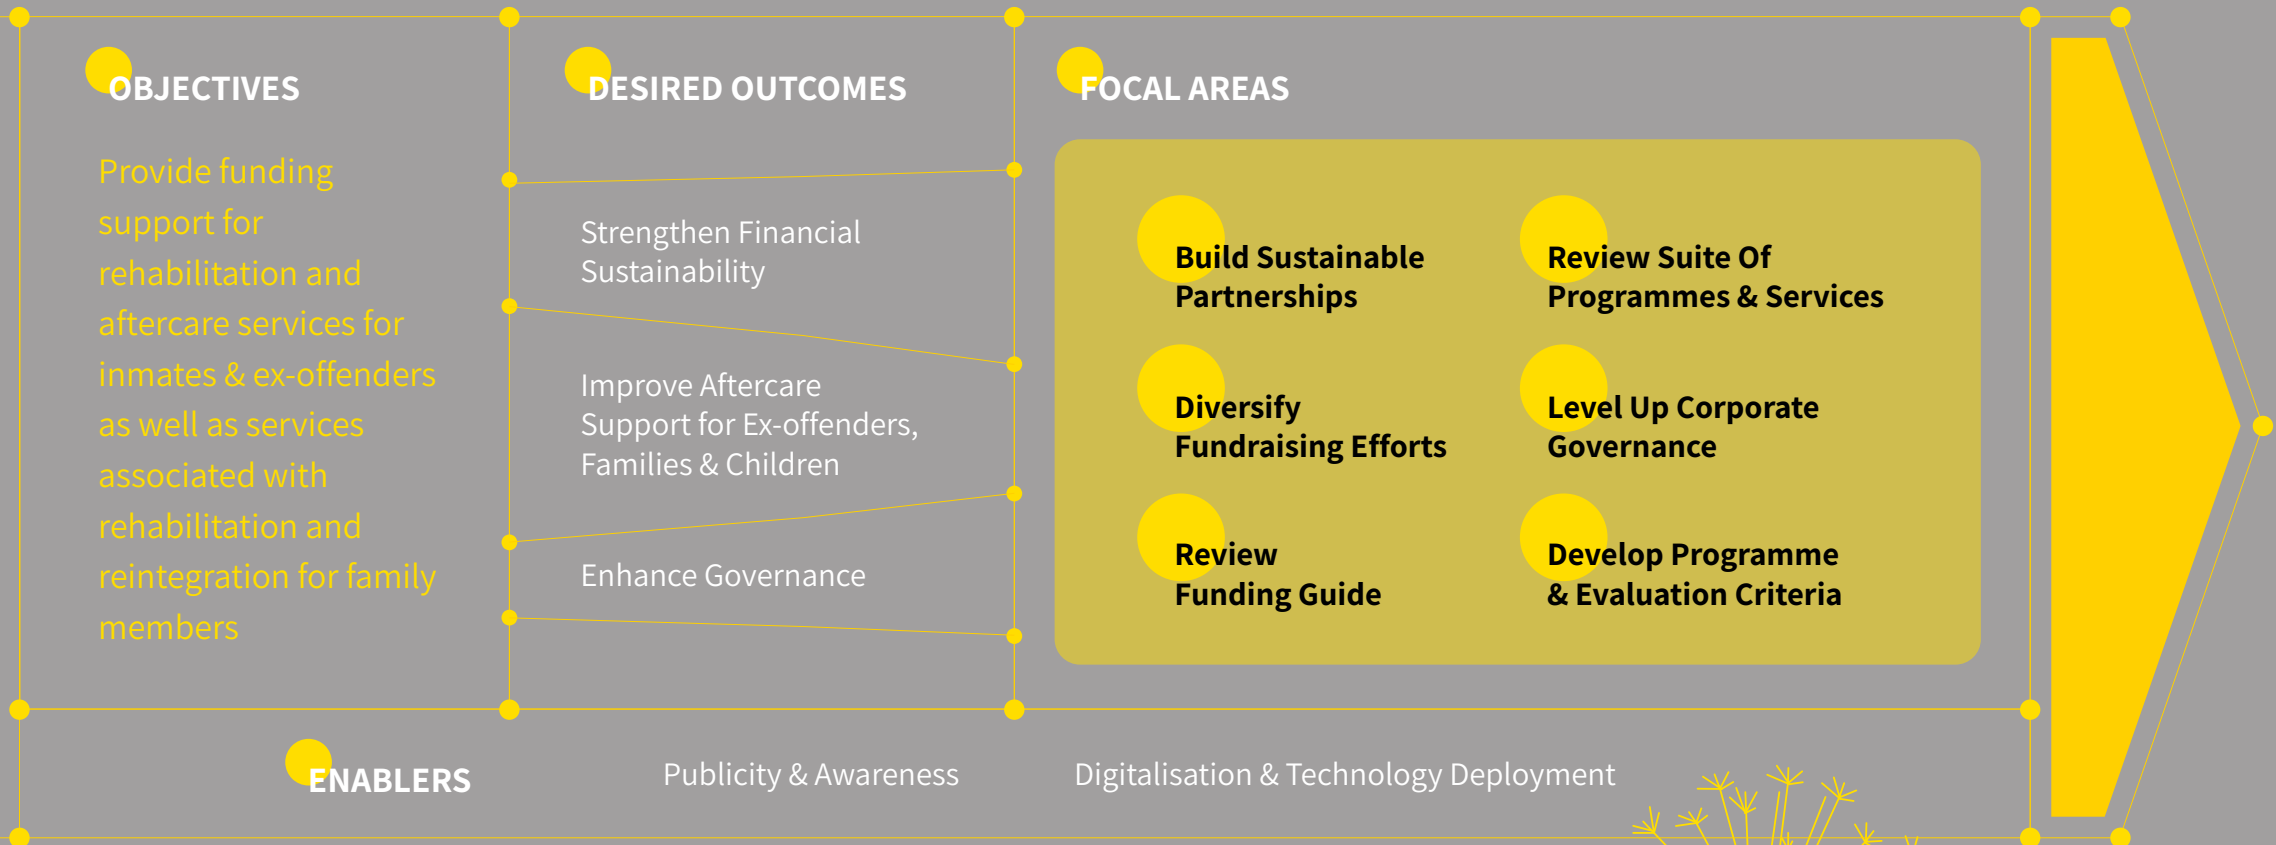 OBJECTIVES
Provide funding
support for
rehabilitation and
aftercare services for
inmates & ex-offenders
as well as services
associated with
rehabilitation and
reintegration for family
members
DESIRED OUTCOMES
Strengthen Financial
Sustainability
Improve Aftercare
Support for Ex-offenders,
Families & Children
Enhance Governance
FOCAL AREAS
Build Sustainable
Partnerships
Diversify
Fundraising Efforts
Review
Funding Guide
Review Suite Of
Programmes & Services
Level Up Corporate
Governance
Develop Programme
& Evaluation Criteria
ENABLERS
Publicity & Awareness
Digitalisation & Technology Deployment